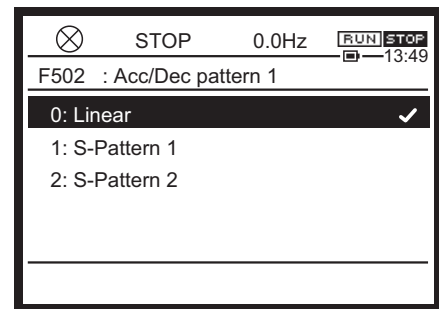 STOP 0.0Hz RUN STOP
13:49
F502 : Acc/Dec pattern 1
0: Linear
1: S-Pattern 1
2: S-Pattern 2